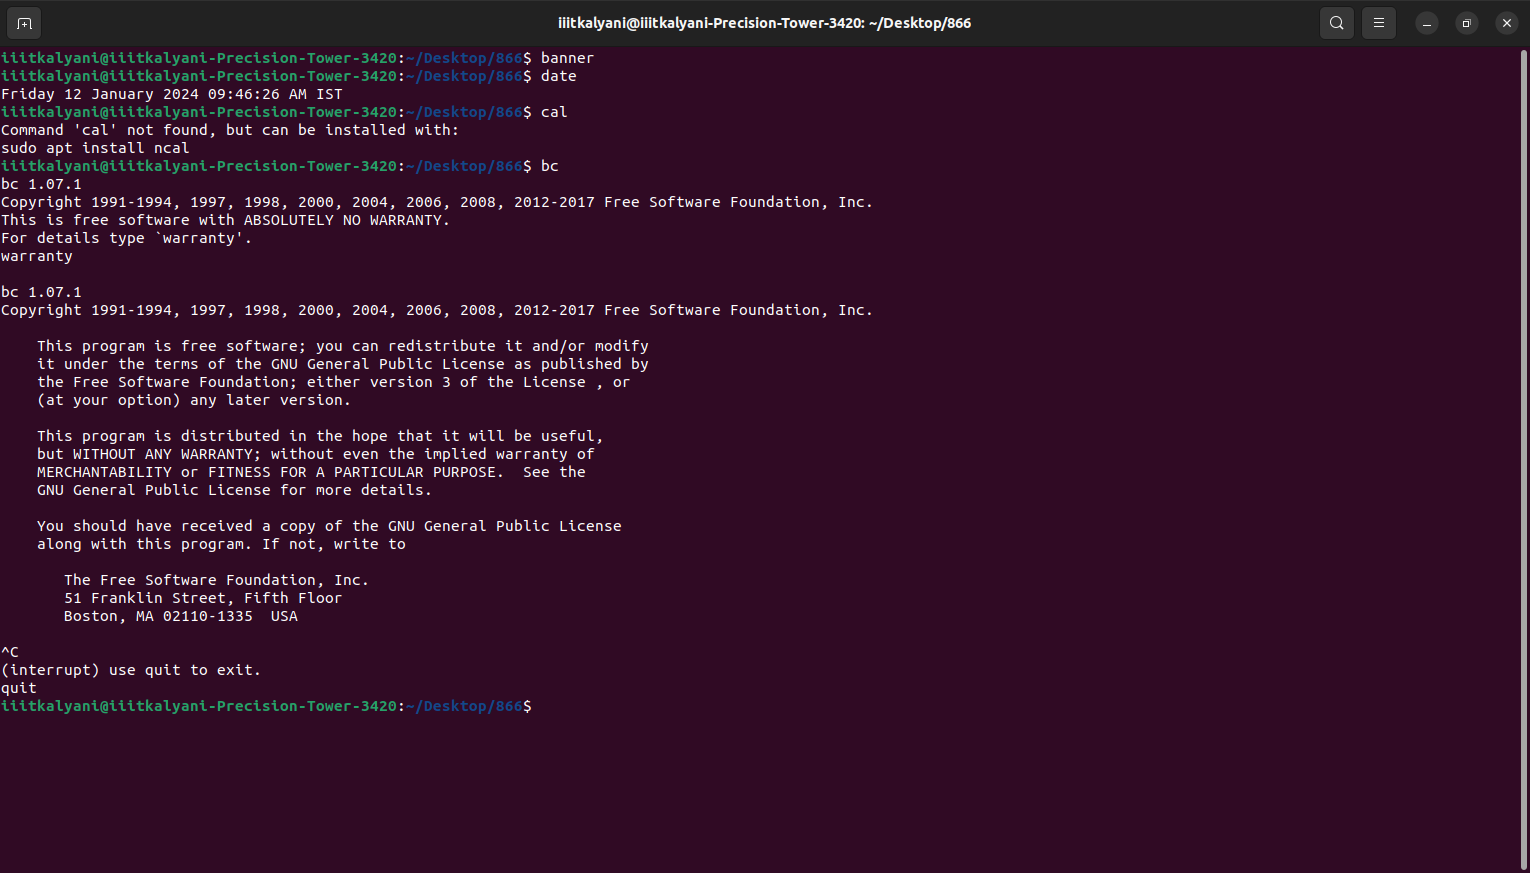 iiitkalyani@iiitkalyani-Precision-Tower-3420: ~/Desktop/866
iiitkalyani@iiitkalyani-Precision-Tower-3420:~/Desktop/866$ banner
iiitkalyani@iiitkalyani-Precision-Tower-3420:~/Desktop/866$ date
Friday 12 January 2024 09:46:26 AM IST
iiitkalyani@iiitkalyani-Precision-Tower-3420:~/Desktop/866$ cal
Command 'cal' not found, but can be installed with:
sudo apt install ncal
iiitkalyani@iiitkalyani-Precision-Tower-3420:~/Desktop/866$ bc
bc 1.07.1
Copyright 1991-1994, 1997, 1998, 2000, 2004, 2006, 2008, 2012-2017 Free Software Foundation, Inc.
This is free software with ABSOLUTELY NO WARRANTY.
For details type `warranty'.
warranty

bc 1.07.1
Copyright 1991-1994, 1997, 1998, 2000, 2004, 2006, 2008, 2012-2017 Free Software Foundation, Inc.

    This program is free software; you can redistribute it and/or modify
    it under the terms of the GNU General Public License as published by
    the Free Software Foundation; either version 3 of the License , or
    (at your option) any later version.

    This program is distributed in the hope that it will be useful,
    but WITHOUT ANY WARRANTY; without even the implied warranty of
    MERCHANTABILITY or FITNESS FOR A PARTICULAR PURPOSE.  See the
    GNU General Public License for more details.

    You should have received a copy of the GNU General Public License
    along with this program. If not, write to

       The Free Software Foundation, Inc.
       51 Franklin Street, Fifth Floor
       Boston, MA 02110-1335  USA

^C
(interrupt) use quit to exit.
quit
iiitkalyani@iiitkalyani-Precision-Tower-3420:~/Desktop/866$